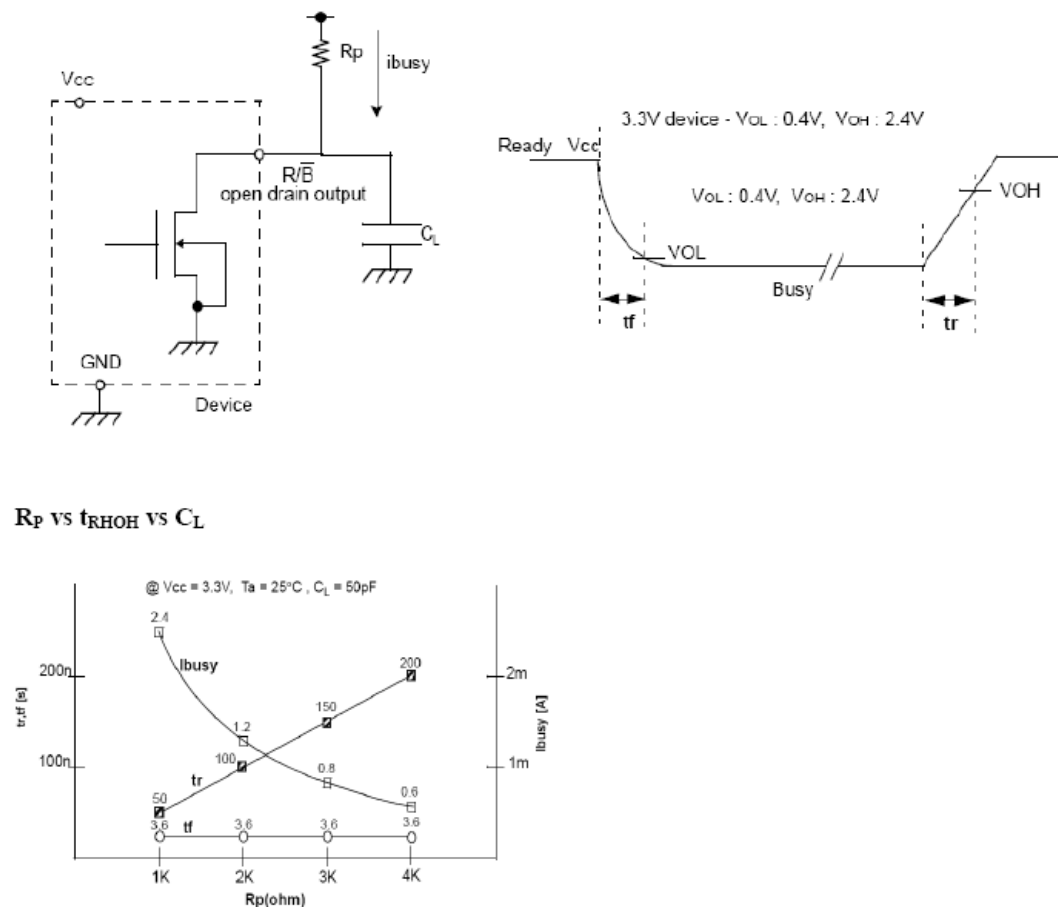 Rp
ibusy
Vcc
R/B̅
open drain output
CL
GND
Device
3.3V device - VOL : 0.4V, VOH : 2.4V
Ready Vcc
VOH
VOL : 0.4V, VOH : 2.4V
VOL
Busy
tf
tr
RP vs tRHOH vs CL
@ Vcc = 3.3V, Ta = 25°C , CL = 50pF
2.4
Ibusy
200n
200
2m
tr,tf [s]
150
Ibusy [A]
1.2
100n
100
1m
0.8
tr
0.6
50
3.6
tf
3.6
3.6
3.6
1K
2K
3K
4K
Rp(ohm)